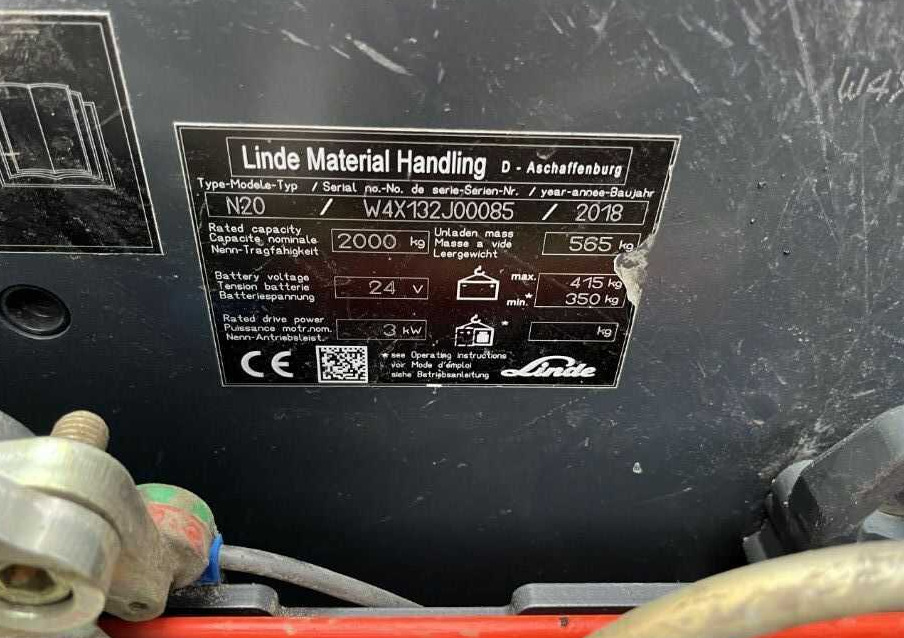 W4X
Linde Material Handling D - Aschaffenburg
Type-Modele-Typ / Serial no.-No. de serie-Serien-Nr. / year-annee-Baujahr
N20 / W4X132J00085 / 2018
Rated capacity
Capacite nominale
Nenn-Tragfähigkeit
2000 kg
Unladen mass
Masse a vide
Leergewicht
565 kg
Battery voltage
Tension batterie
Batteriespannung
24 V
max. 415 kg
min.* 350 kg
Rated drive power
Puissance motr.nom.
Nenn-Antriebsleist.
3 kW
* kg
CE
* see Operating instructions
voir Mode d'emploi
siehe Betriebsanleitung
Linde